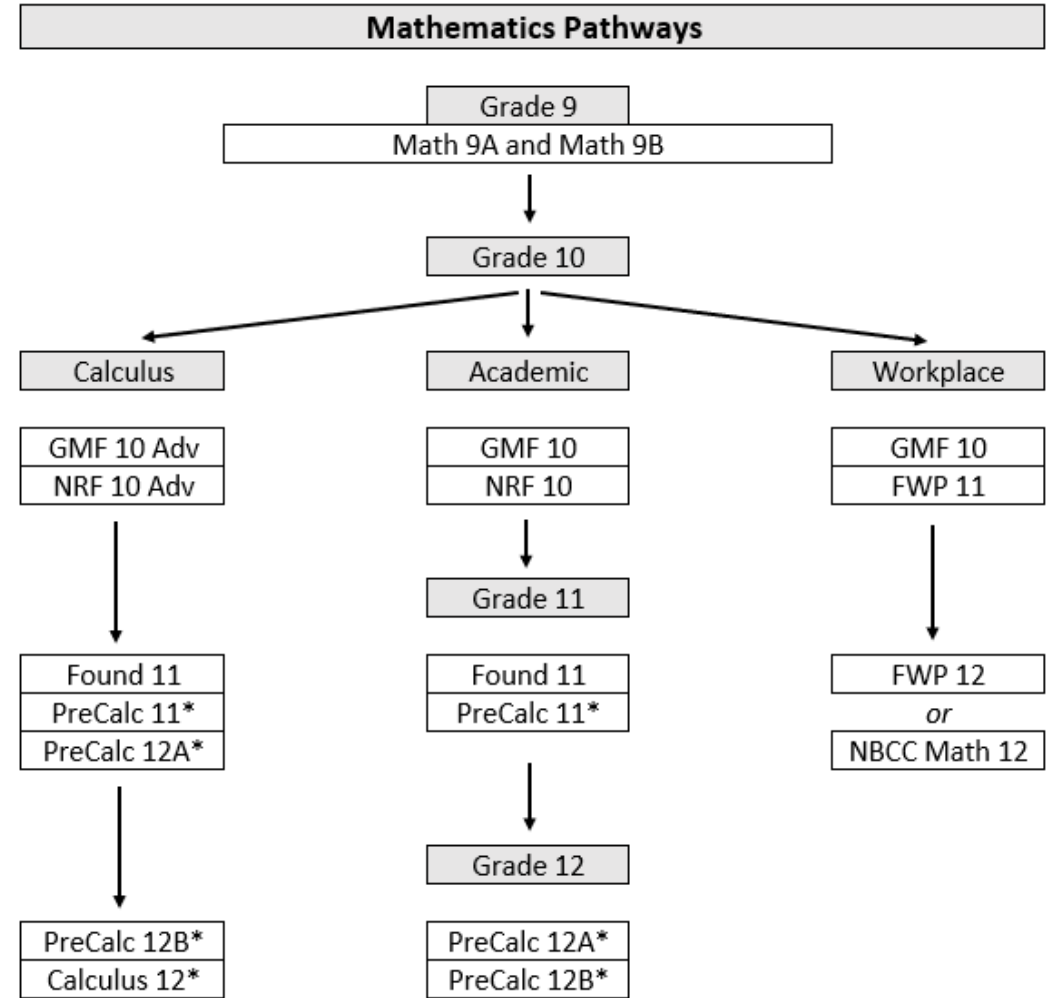 Mathematics Pathways
Grade 9
Math 9A and Math 9B
Grade 10
Calculus
Academic
Workplace
GMF 10 Adv
GMF 10
GMF 10
NRF 10 Adv
NRF 10
FWP 11
Grade 11
Found 11
Found 11
FWP 12
PreCalc 11*
PreCalc 11*
or
PreCalc 12A*
NBCC Math 12
Grade 12
PreCalc 12B*
PreCalc 12A*
Calculus 12*
PreCalc 12B*